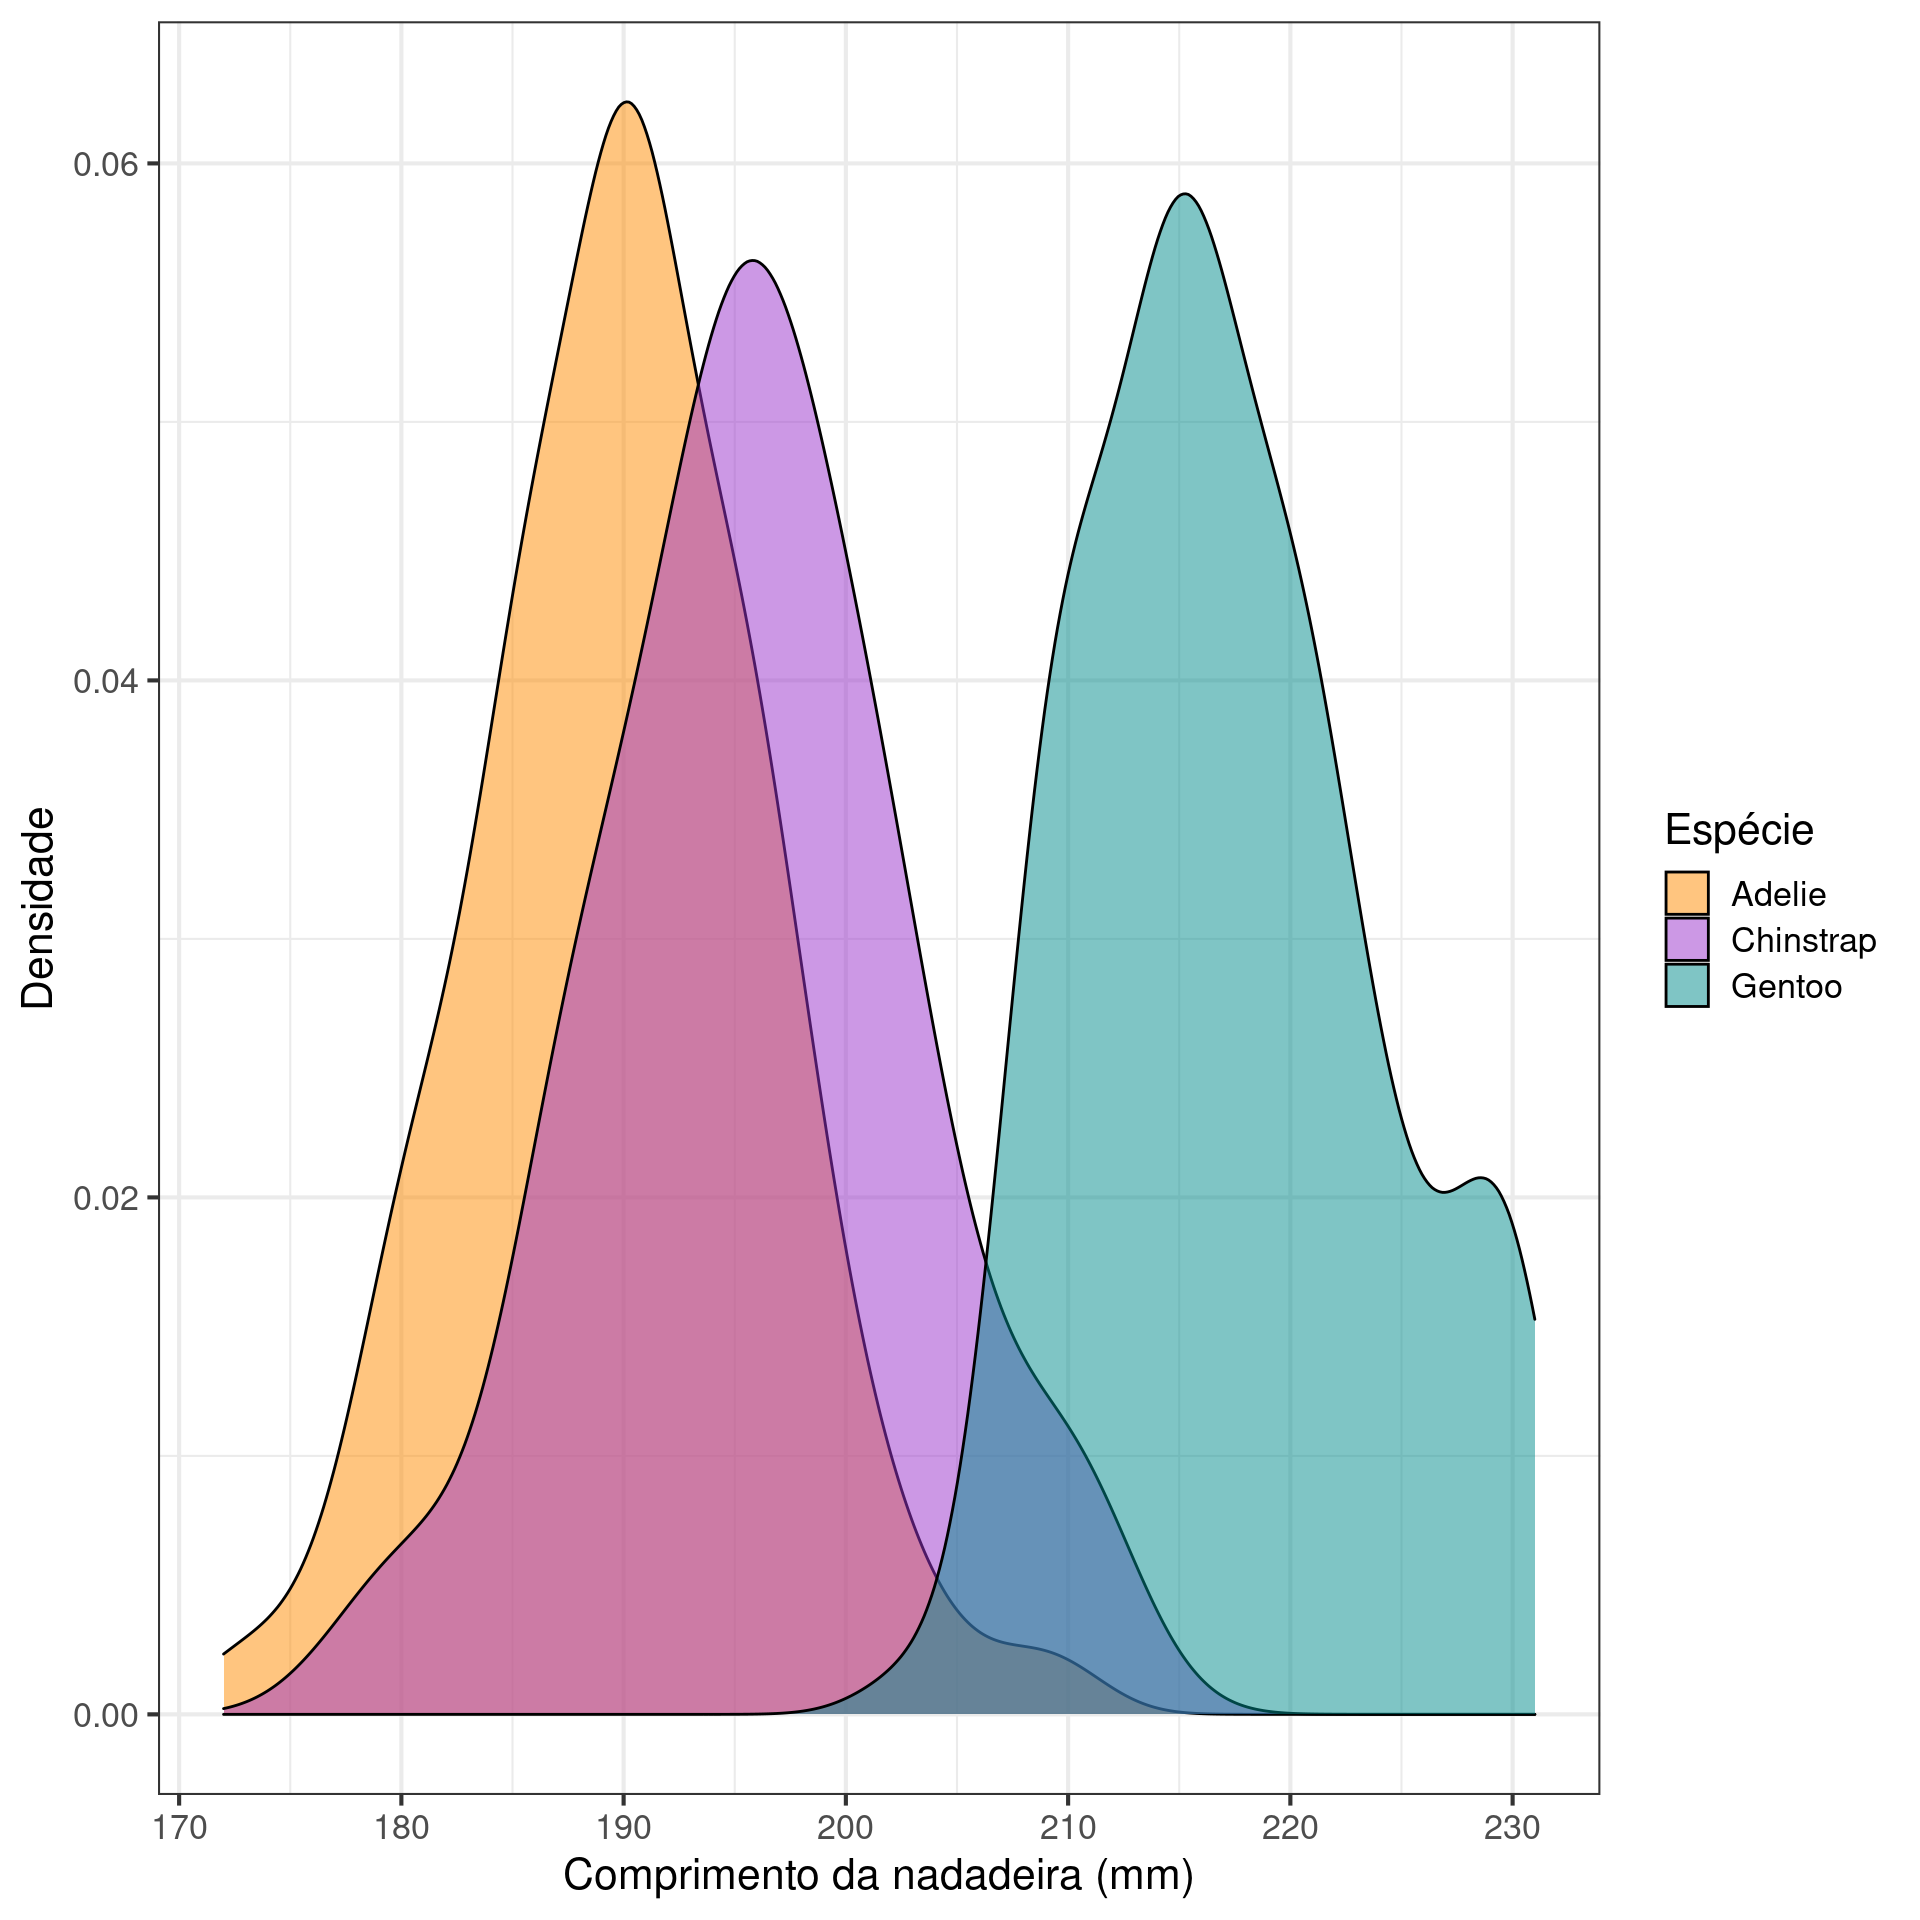 0.06
0.04
0.02
0.00
Densidade
170 180 190 200 210 220 230
Comprimento da nadadeira (mm)
Espécie
Adelie
Chinstrap
Gentoo